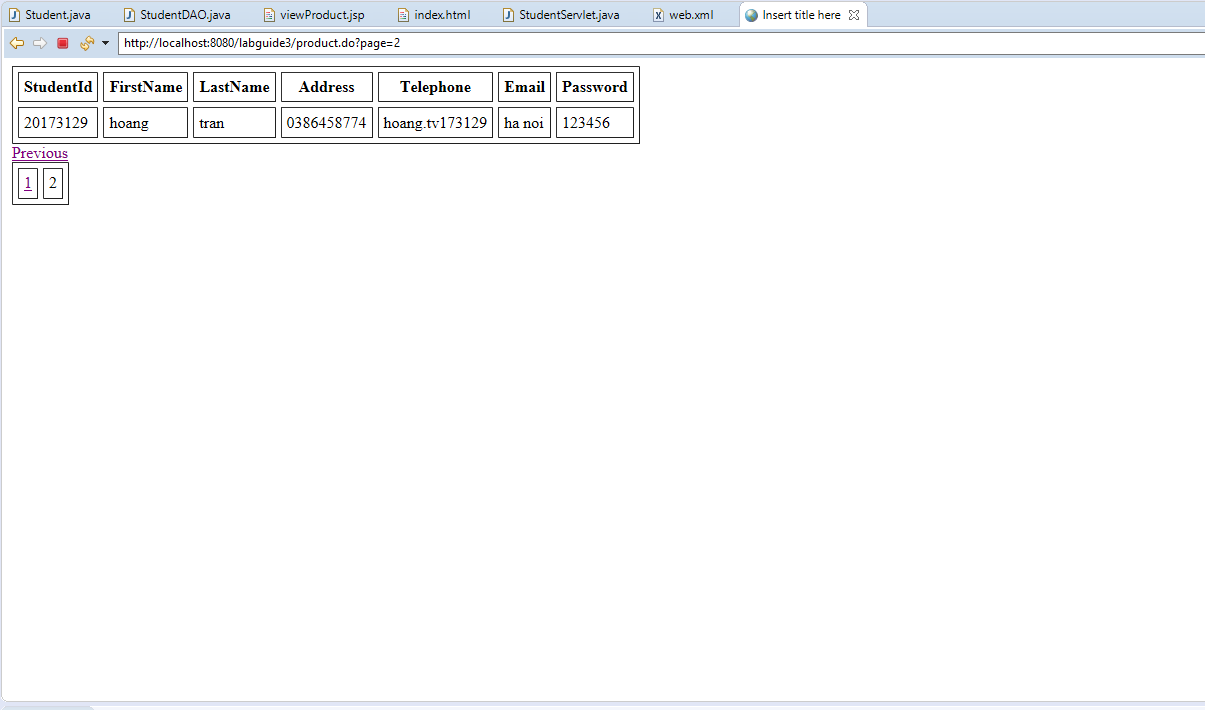 Student.java StudentDAO.java viewProduct.jsp index.html StudentServlet.java web.xml Insert title here
http://localhost:8080/labguide3/product.do?page=2
StudentId FirstName LastName Address Telephone Email Password
20173129 hoang tran 0386458774 hoang.tv173129 ha noi 123456
Previous
1 2